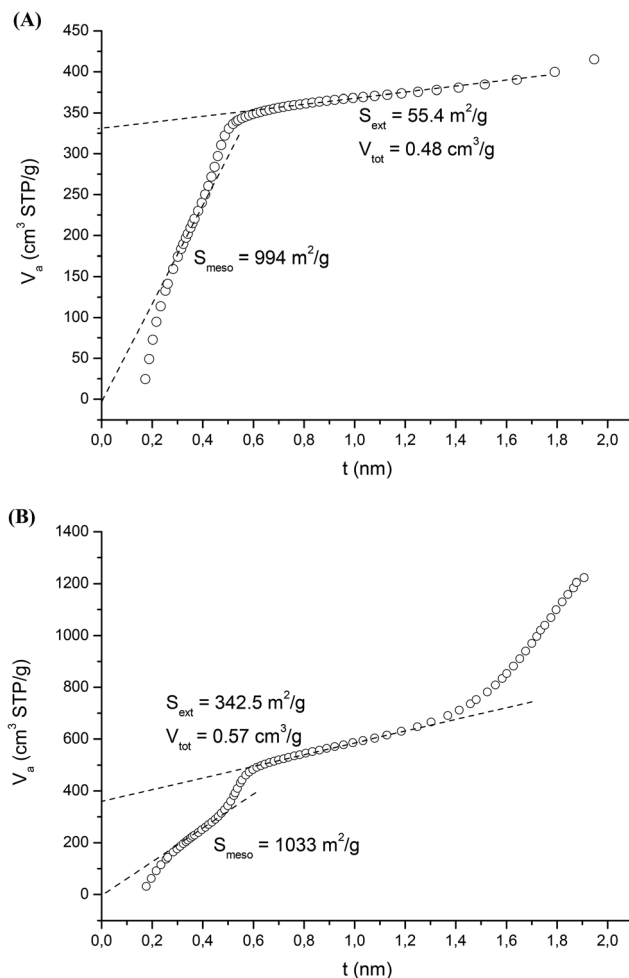 (A)
450
400
350
300
250
200
150
100
50
0
V_a (cm³ STP/g)
S_ext = 55.4 m²/g
V_tot = 0.48 cm³/g
S_meso = 994 m²/g
0,0 0,2 0,4 0,6 0,8 1,0 1,2 1,4 1,6 1,8 2,0
t (nm)
(B)
1400
1200
1000
800
600
400
200
0
V_a (cm³ STP/g)
S_ext = 342.5 m²/g
V_tot = 0.57 cm³/g
S_meso = 1033 m²/g
0,0 0,2 0,4 0,6 0,8 1,0 1,2 1,4 1,6 1,8 2,0
t (nm)